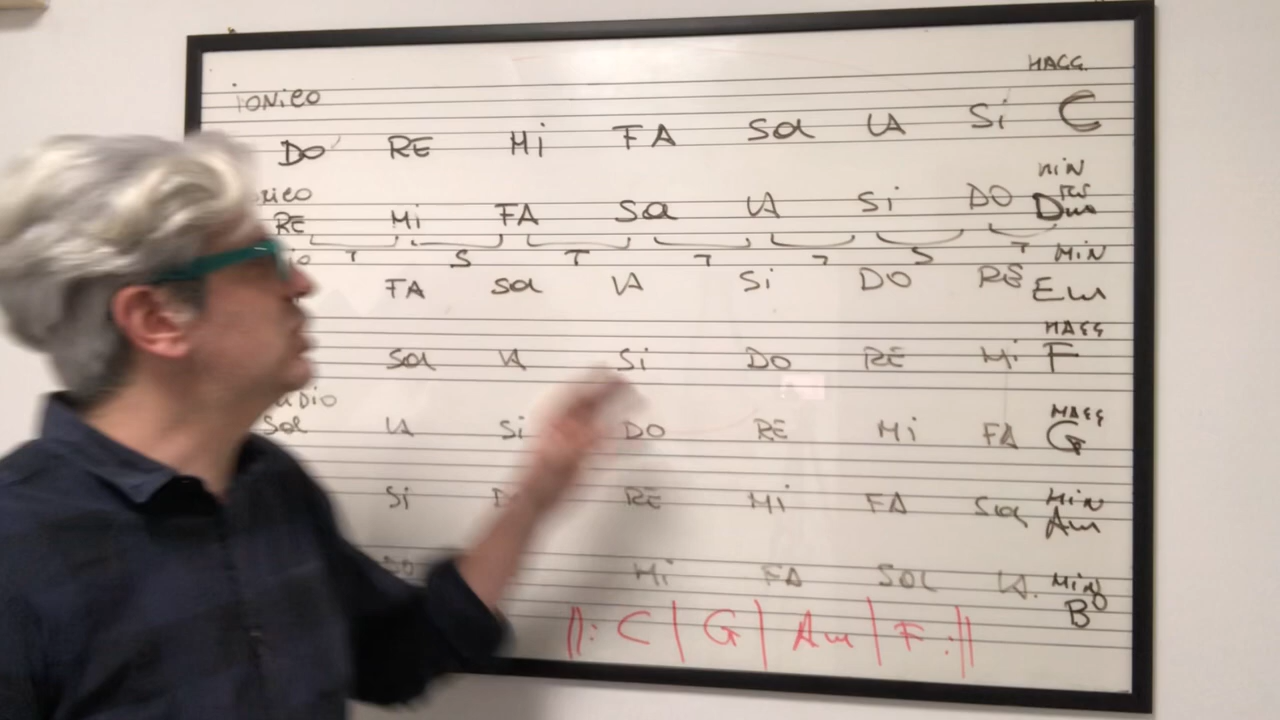 MAGG.
iONiCO
DO RE Mi FA Sol LA Si C
MiN
RE Mi FA Sol LA Si DO Dm
T S T T T S T MiN
FA Sol LA Si DO RE Em
MAGG
Sol LA Si DO RE Mi F
MAGG
Sol LA Si DO RE Mi FA G
MiN
Si RE Mi FA Sol Am
Mi FA SOL LA. MiN
B
||: C | G | Am | F :||